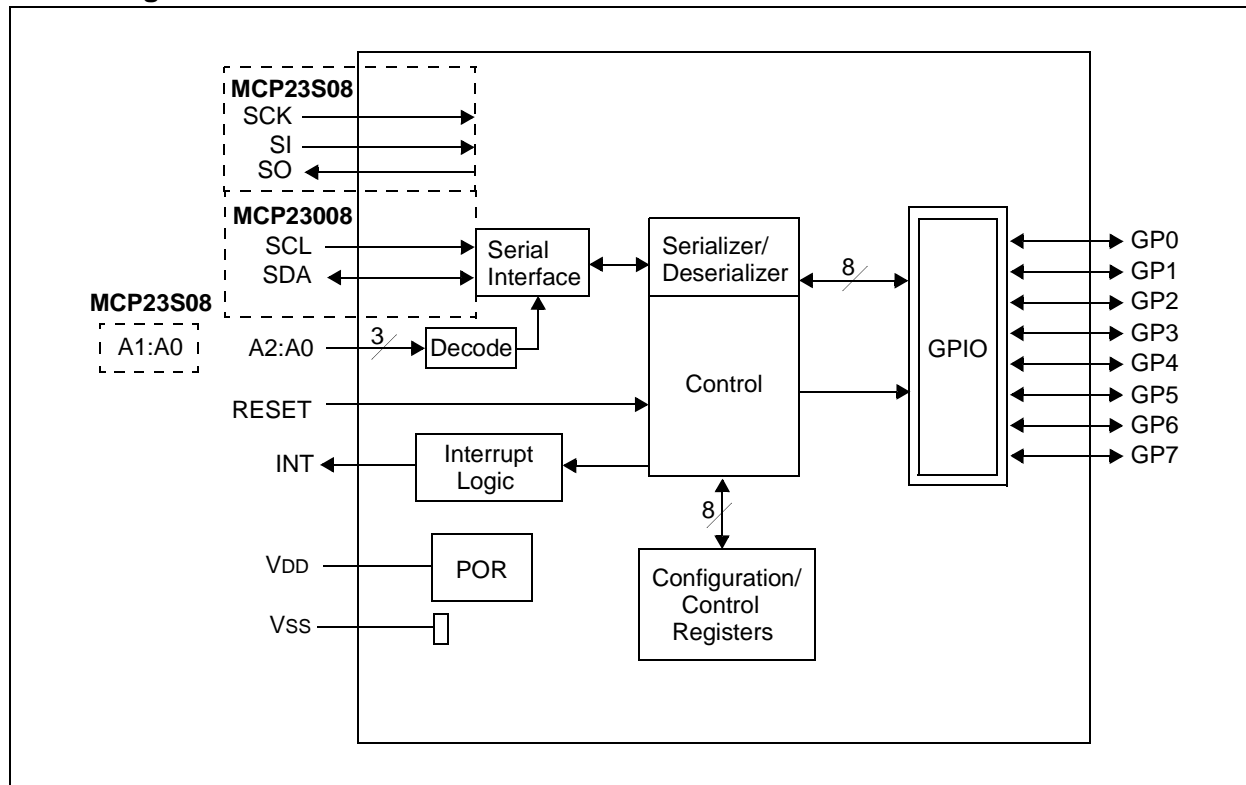 MCP23S08
SCK
SI
SO
MCP23008
SCL
SDA
MCP23S08
A1:A0
A2:A0
3
Decode
Serial
Interface
Serializer/
Deserializer
8
Control
GPIO
GP0
GP1
GP2
GP3
GP4
GP5
GP6
GP7
RESET
INT
Interrupt
Logic
8
VDD
POR
Configuration/
Control
Registers
VSS